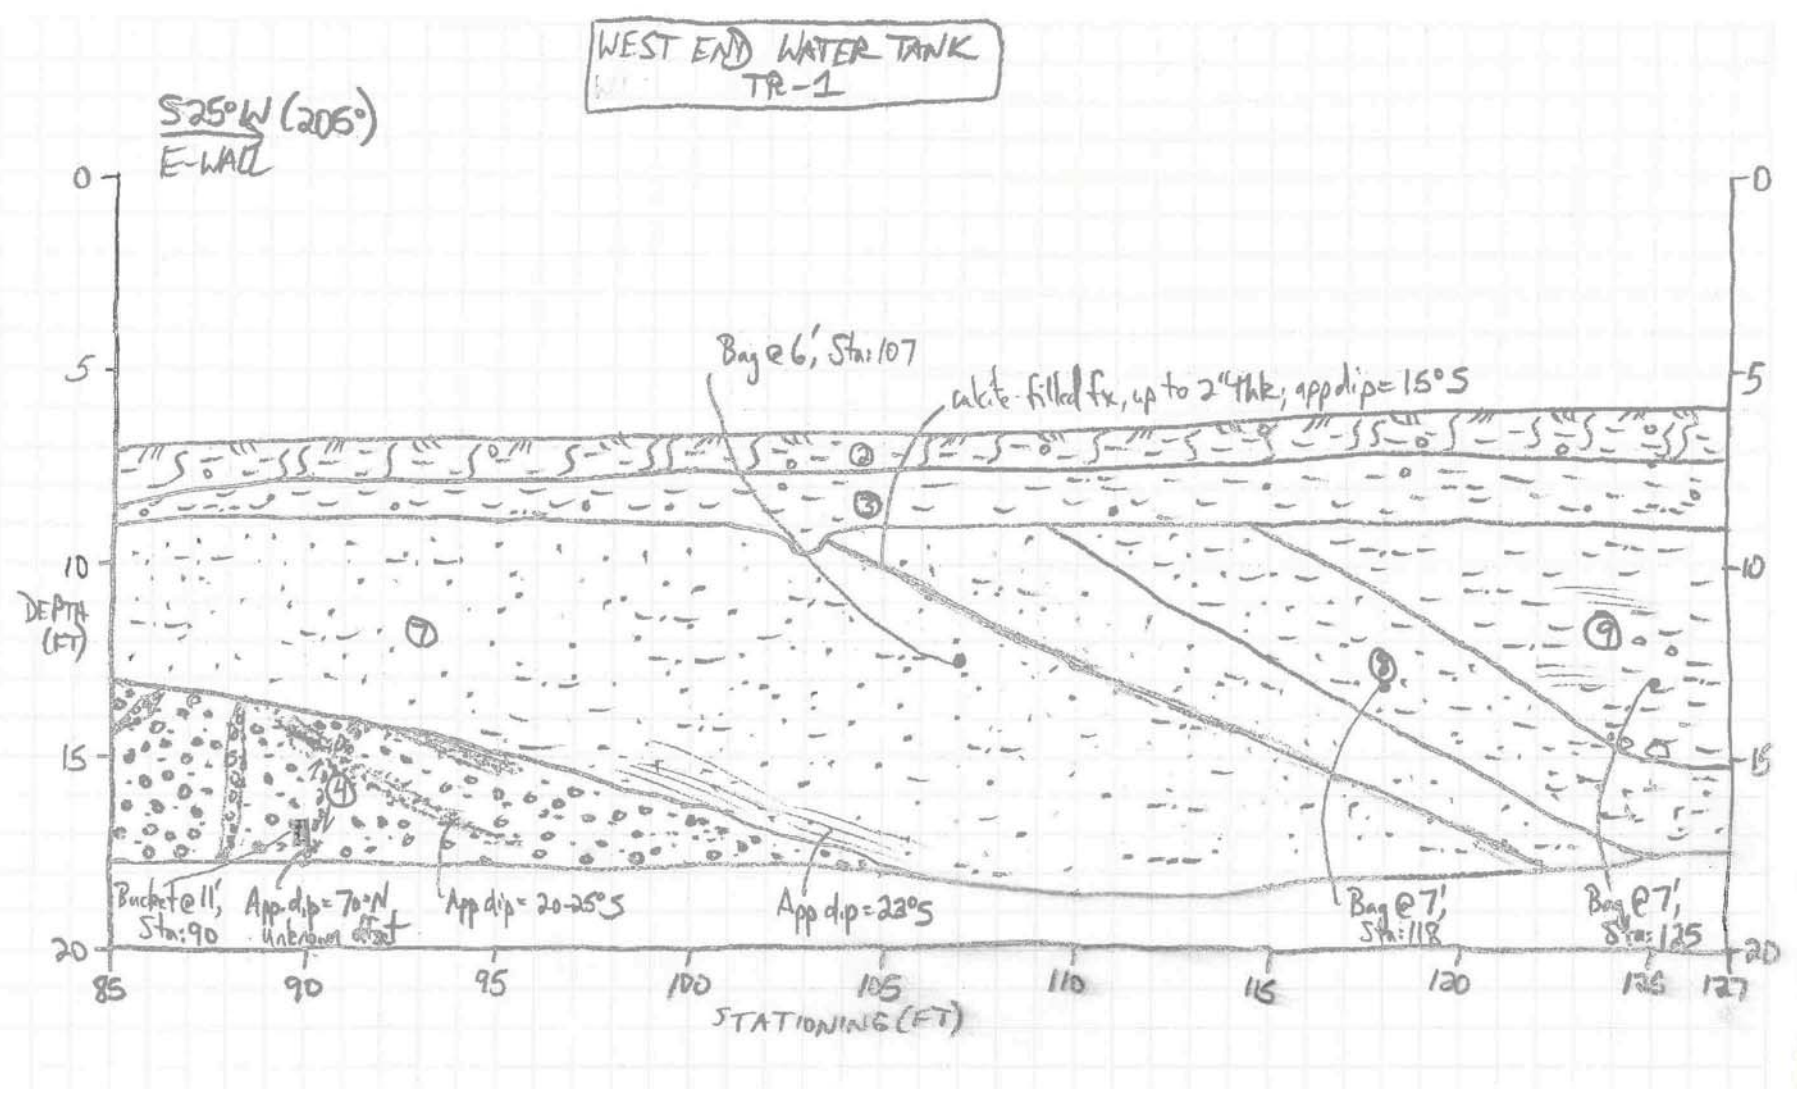 WEST END WATER TANK
TR-1
S25°W (205°)
E-WALL
0
0
5
5
Bag @ 6', Sta: 107
calcite-filled fx, up to 2" thk; app dip = 15°S
②
③
10
10
DEPTH
(FT)
⑦
⑧
⑨
15
15
④
Bucket @ 11',
Sta: 90
App. dip = 70°N
unknown offset
App dip = 20-25°S
App dip = 23°S
Bag @ 7',
Sta: 118
Bag @ 7',
Sta: 125
20
20
85
90
95
100
105
110
115
120
125
127
STATIONING (FT)